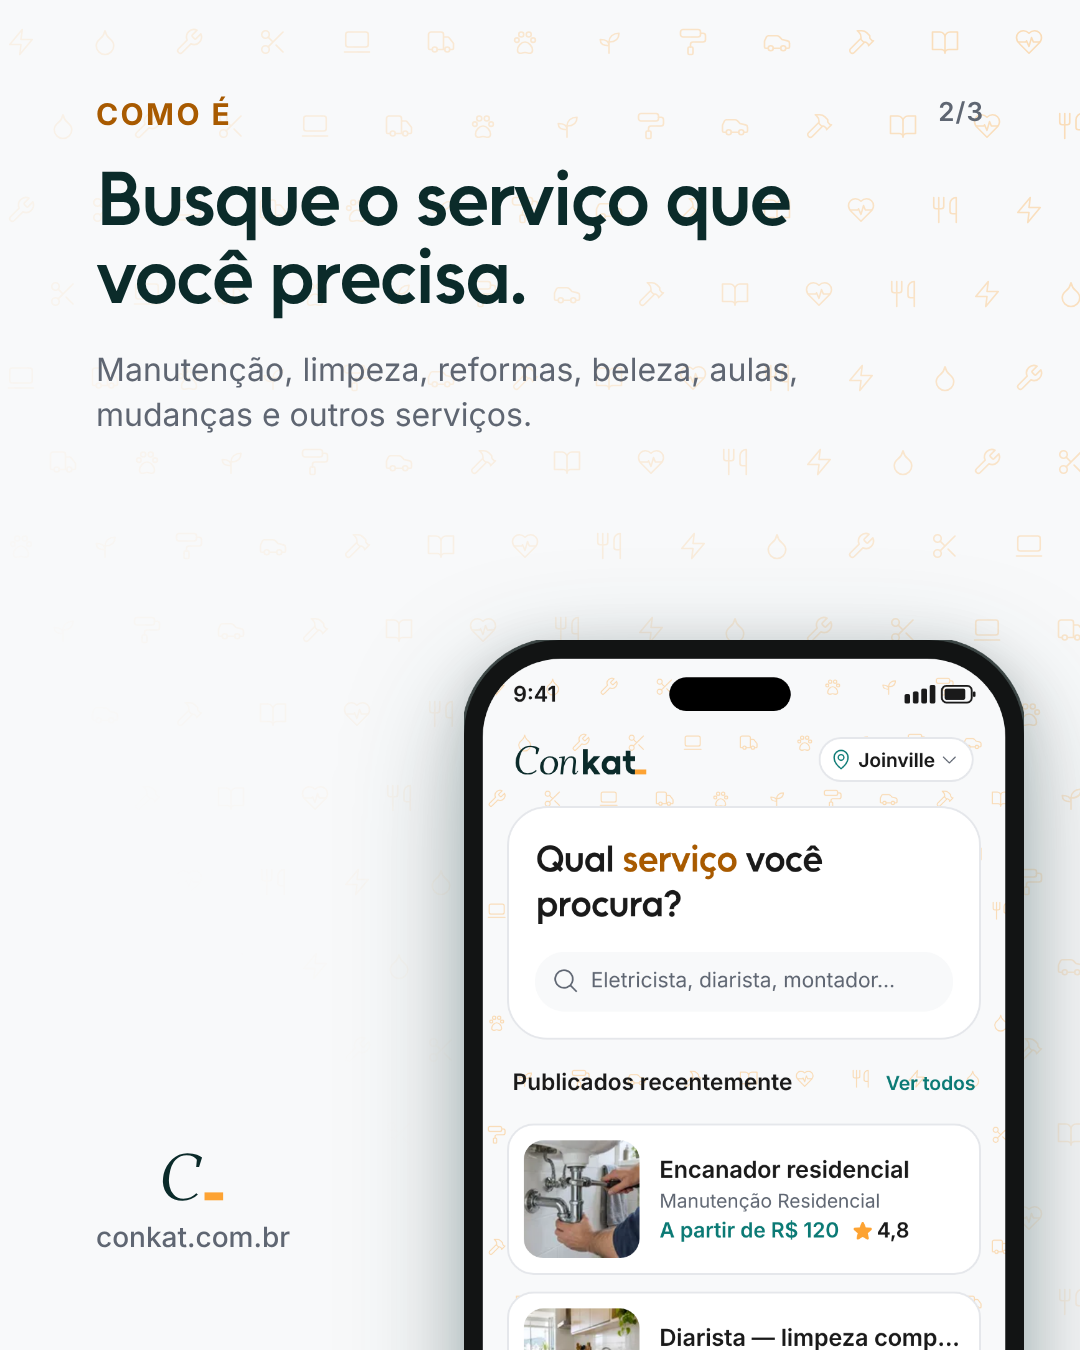 COMO É
2/3
Busque o serviço que
você precisa.
Manutenção, limpeza, reformas, beleza, aulas,
mudanças e outros serviços.
9:41
Conkat_
Joinville
Qual serviço você
procura?
Eletricista, diarista, montador...
Publicados recentemente
Ver todos
Encanador residencial
Manutenção Residencial
A partir de R$ 120
4,8
Diarista — limpeza comp...
C_
conkat.com.br